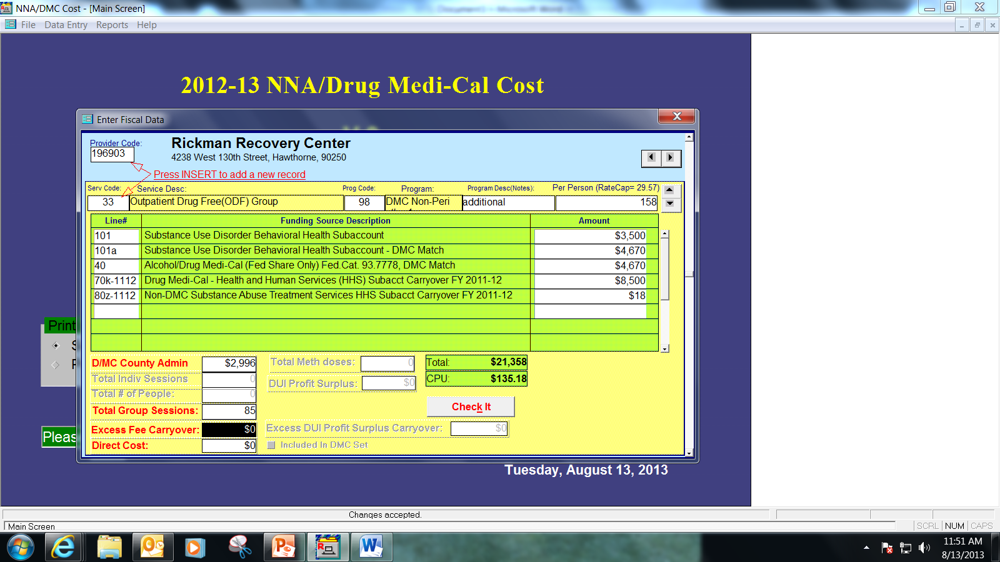 NNA/DMC Cost - [Main Screen]
File Data Entry Reports Help
2012-13 NNA/Drug Medi-Cal Cost
Enter Fiscal Data
Provider Code:
196903
Rickman Recovery Center
4238 West 130th Street, Hawthorne, 90250
Press INSERT to add a new record
Serv Code: Service Desc: Prog Code: Program: Program Desc(Notes): Per Person (RateCap= 29.57)
33 Outpatient Drug Free(ODF) Group 98 DMC Non-Peri additional 158
Line# Funding Source Description Amount
101 Substance Use Disorder Behavioral Health Subaccount $3,500
101a Substance Use Disorder Behavioral Health Subaccount - DMC Match $4,670
40 Alcohol/Drug Medi-Cal (Fed Share Only) Fed.Cat. 93.7778, DMC Match $4,670
70k-1112 Drug Medi-Cal - Health and Human Services (HHS) Subacct Carryover FY 2011-12 $8,500
80z-1112 Non-DMC Substance Abuse Treatment Services HHS Subacct Carryover FY 2011-12 $18
Print
S
D/MC County Admin $2,996 Total Meth doses: 0 Total: $21,358
Total Indiv Sessions 0 DUI Profit Surplus: $0 CPU: $135.18
Total # of People: 0
Total Group Sessions: 85 Check It
Excess Fee Carryover: $0 Excess DUI Profit Surplus Carryover: $0
Direct Cost: $0 Included In DMC Set
Pleas
Tuesday, August 13, 2013
Changes accepted.
Main Screen SCRL NUM CAPS
11:51 AM
8/13/2013